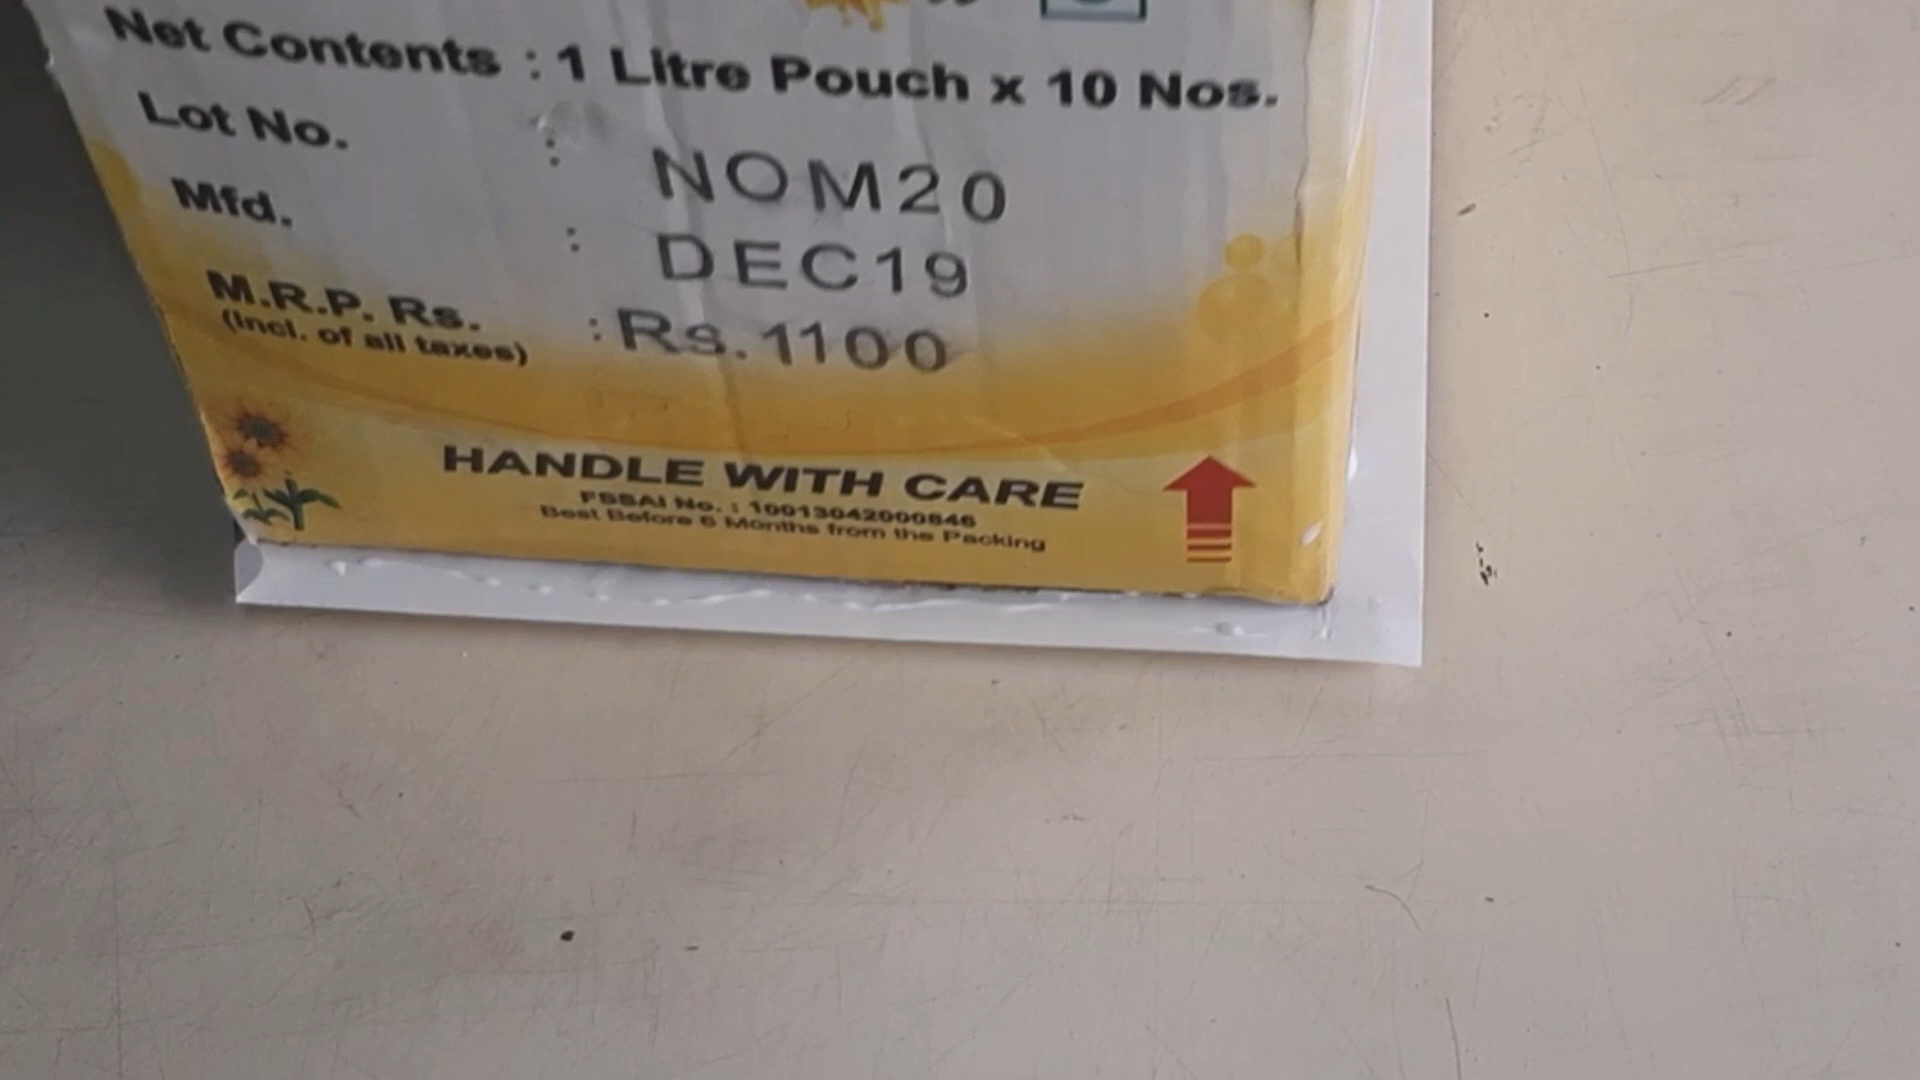 Net Contents : 1 Litre Pouch x 10 Nos.
Lot No. : NOM20
Mfd. : DEC19
M.R.P. Rs. : Rs.1100
(Incl. of all taxes)
HANDLE WITH CARE
FSSAI No. : 10013042000546
Best Before 6 Months from the Packing